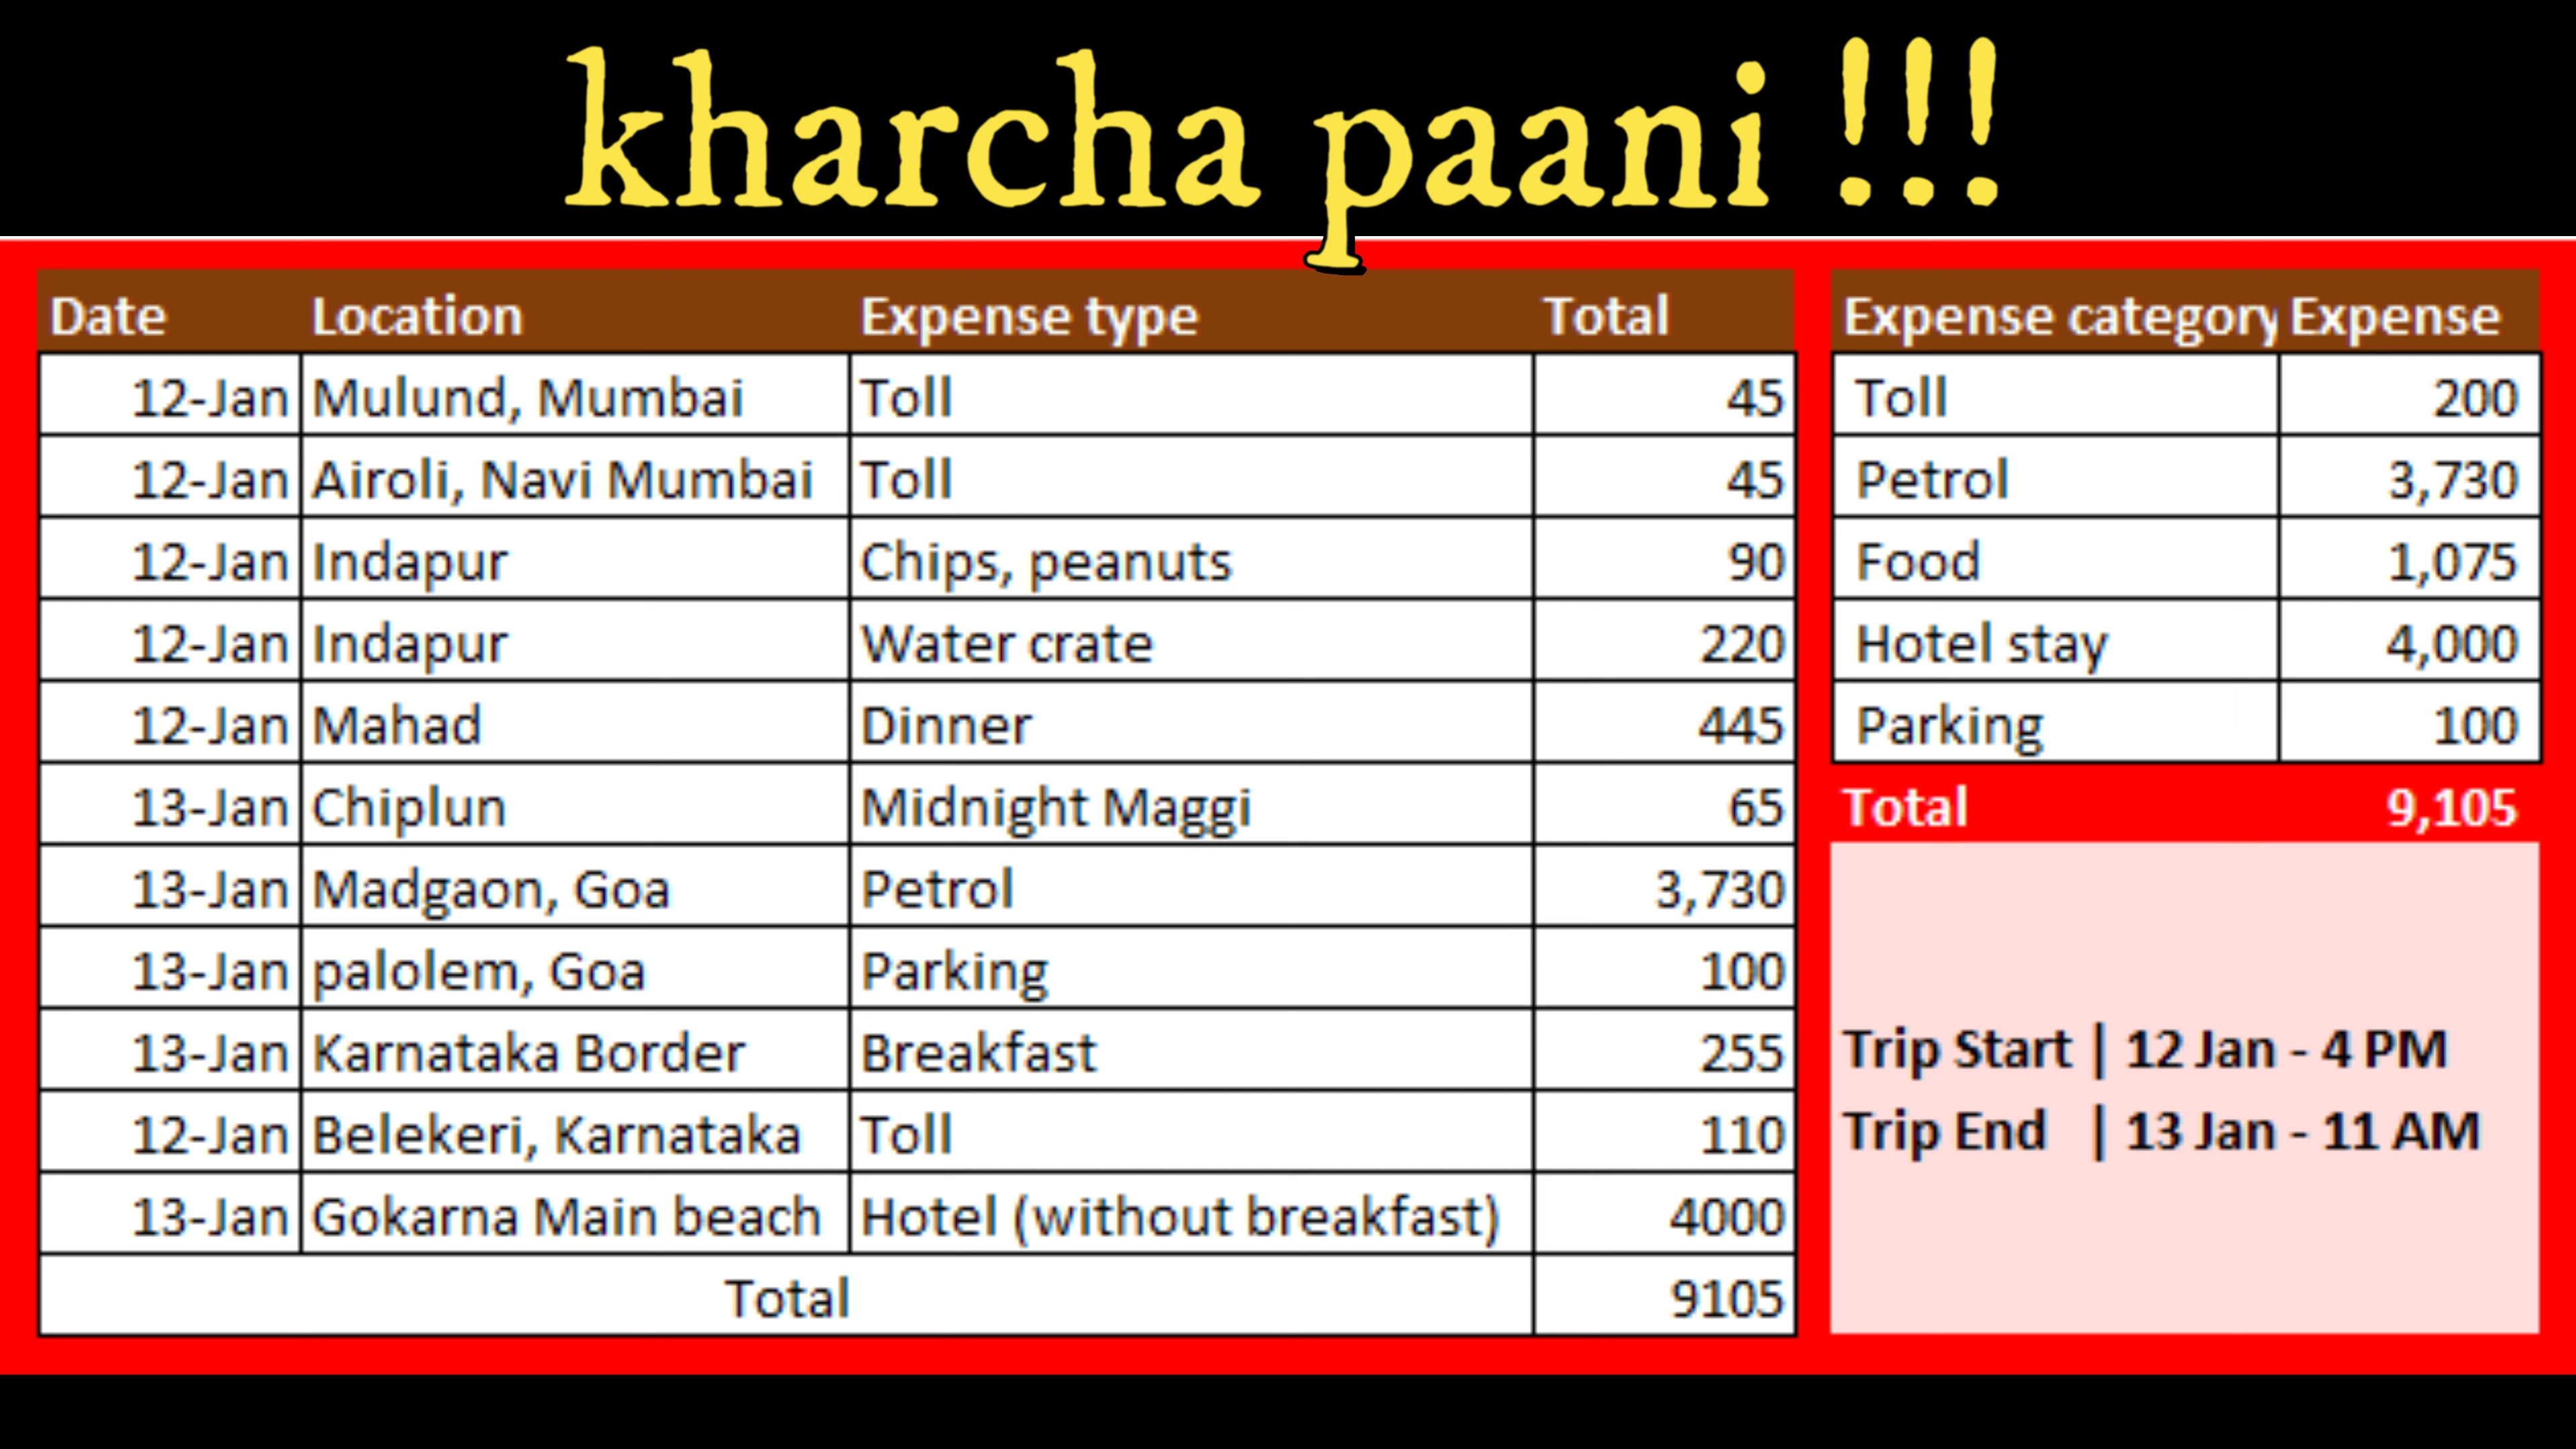 kharcha paani !!!
Date Location Expense type Total
12-Jan Mulund, Mumbai Toll 45
12-Jan Airoli, Navi Mumbai Toll 45
12-Jan Indapur Chips, peanuts 90
12-Jan Indapur Water crate 220
12-Jan Mahad Dinner 445
13-Jan Chiplun Midnight Maggi 65
13-Jan Madgaon, Goa Petrol 3,730
13-Jan palolem, Goa Parking 100
13-Jan Karnataka Border Breakfast 255
12-Jan Belekeri, Karnataka Toll 110
13-Jan Gokarna Main beach Hotel (without breakfast) 4000
Total 9105
Expense category Expense
Toll 200
Petrol 3,730
Food 1,075
Hotel stay 4,000
Parking 100
Total 9,105
Trip Start | 12 Jan - 4 PM
Trip End | 13 Jan - 11 AM